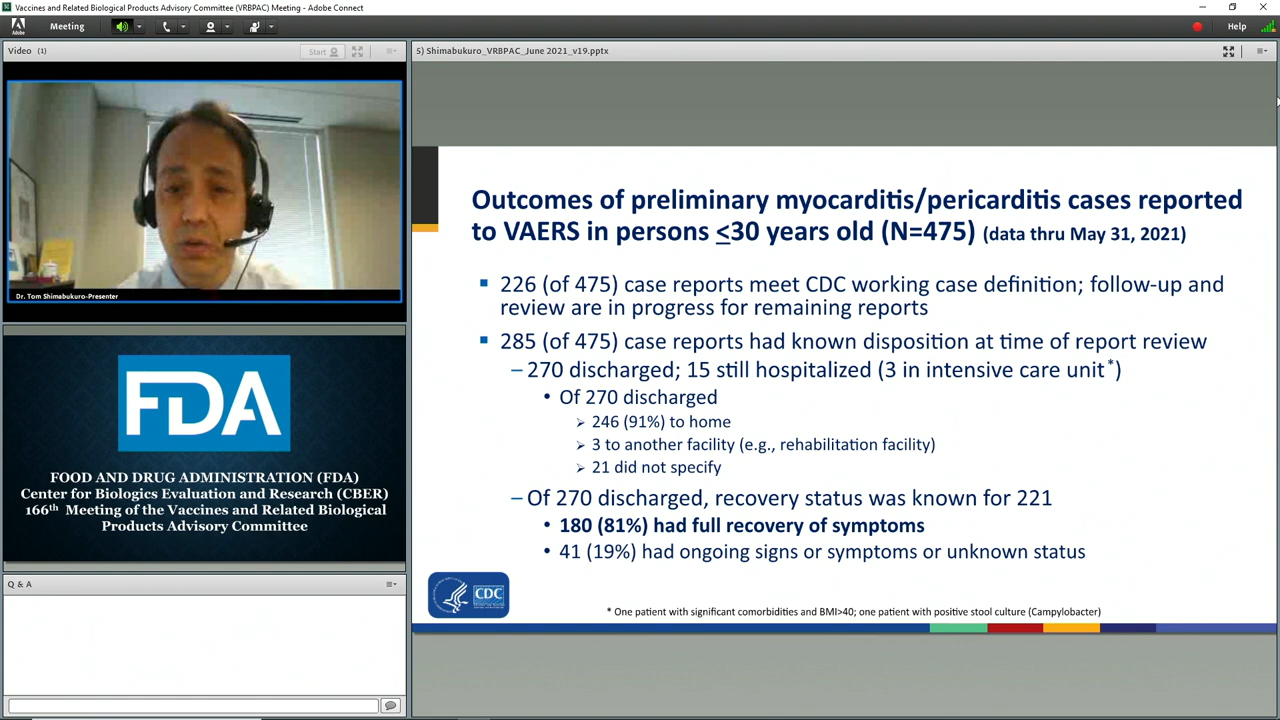 Vaccines and Related Biological Products Advisory Committee (VRBPAC) Meeting - Adobe Connect
Adobe
Meeting
Help
Video (1)
Start
Dr. Tom Shimabukuro-Presenter
FDA
FOOD AND DRUG ADMINISTRATION (FDA)
Center for Biologics Evaluation and Research (CBER)
166th Meeting of the Vaccines and Related Biological
Products Advisory Committee
Q & A
5) Shimabukuro_VRBPAC_June 2021_v19.pptx
Outcomes of preliminary myocarditis/pericarditis cases reported
to VAERS in persons <30 years old (N=475) (data thru May 31, 2021)
▪ 226 (of 475) case reports meet CDC working case definition; follow-up and
review are in progress for remaining reports
▪ 285 (of 475) case reports had known disposition at time of report review
– 270 discharged; 15 still hospitalized (3 in intensive care unit*)
• Of 270 discharged
➢ 246 (91%) to home
➢ 3 to another facility (e.g., rehabilitation facility)
➢ 21 did not specify
– Of 270 discharged, recovery status was known for 221
• 180 (81%) had full recovery of symptoms
• 41 (19%) had ongoing signs or symptoms or unknown status
CDC
* One patient with significant comorbidities and BMI>40; one patient with positive stool culture (Campylobacter)